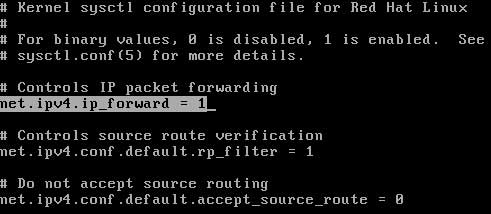 # Kernel sysctl configuration file for Red Hat Linux
#
# For binary values, 0 is disabled, 1 is enabled.  See
# sysctl.conf(5) for more details.
# Controls IP packet forwarding
net.ipv4.ip_forward = 1_
# Controls source route verification
net.ipv4.conf.default.rp_filter = 1
# Do not accept source routing
net.ipv4.conf.default.accept_source_route = 0